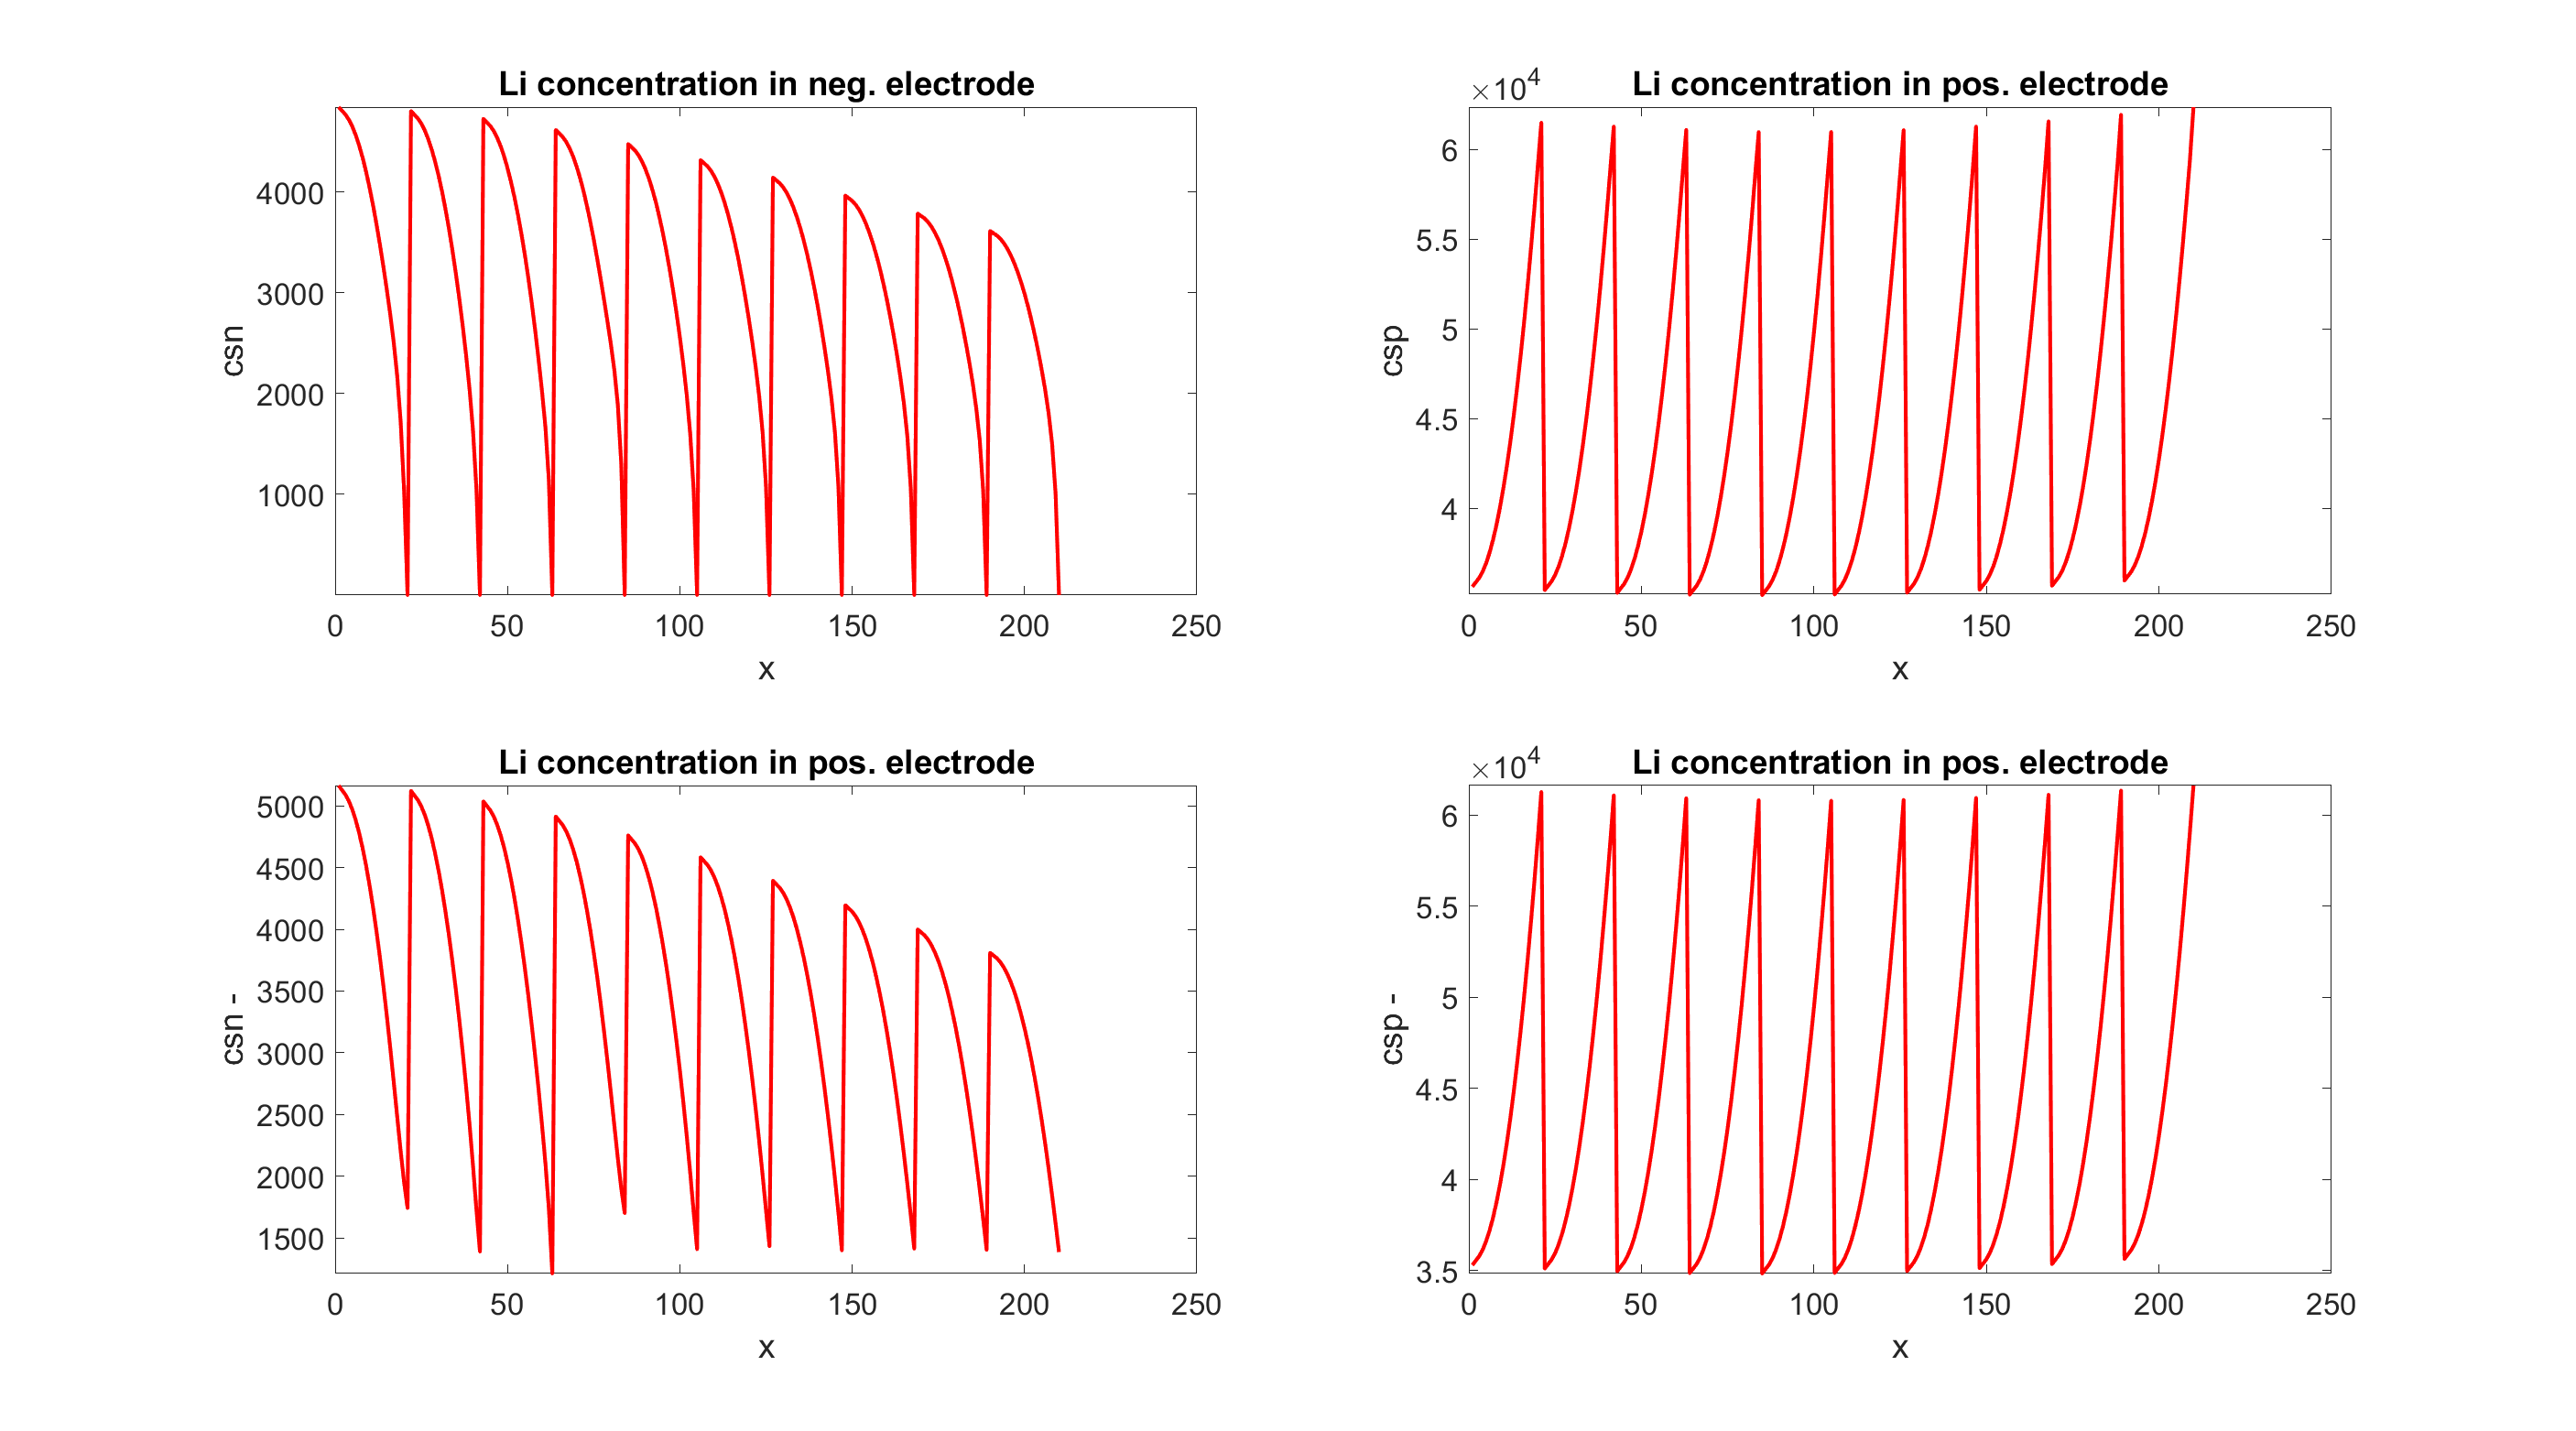 Li concentration in neg. electrode
4000
3000
2000
1000
csn
0 50 100 150 200 250
x
Li concentration in pos. electrode
×10^4
6
5.5
5
4.5
4
csp
0 50 100 150 200 250
x
Li concentration in pos. electrode
5000
4500
4000
3500
3000
2500
2000
1500
csn -
0 50 100 150 200 250
x
Li concentration in pos. electrode
×10^4
6
5.5
5
4.5
4
3.5
csp -
0 50 100 150 200 250
x